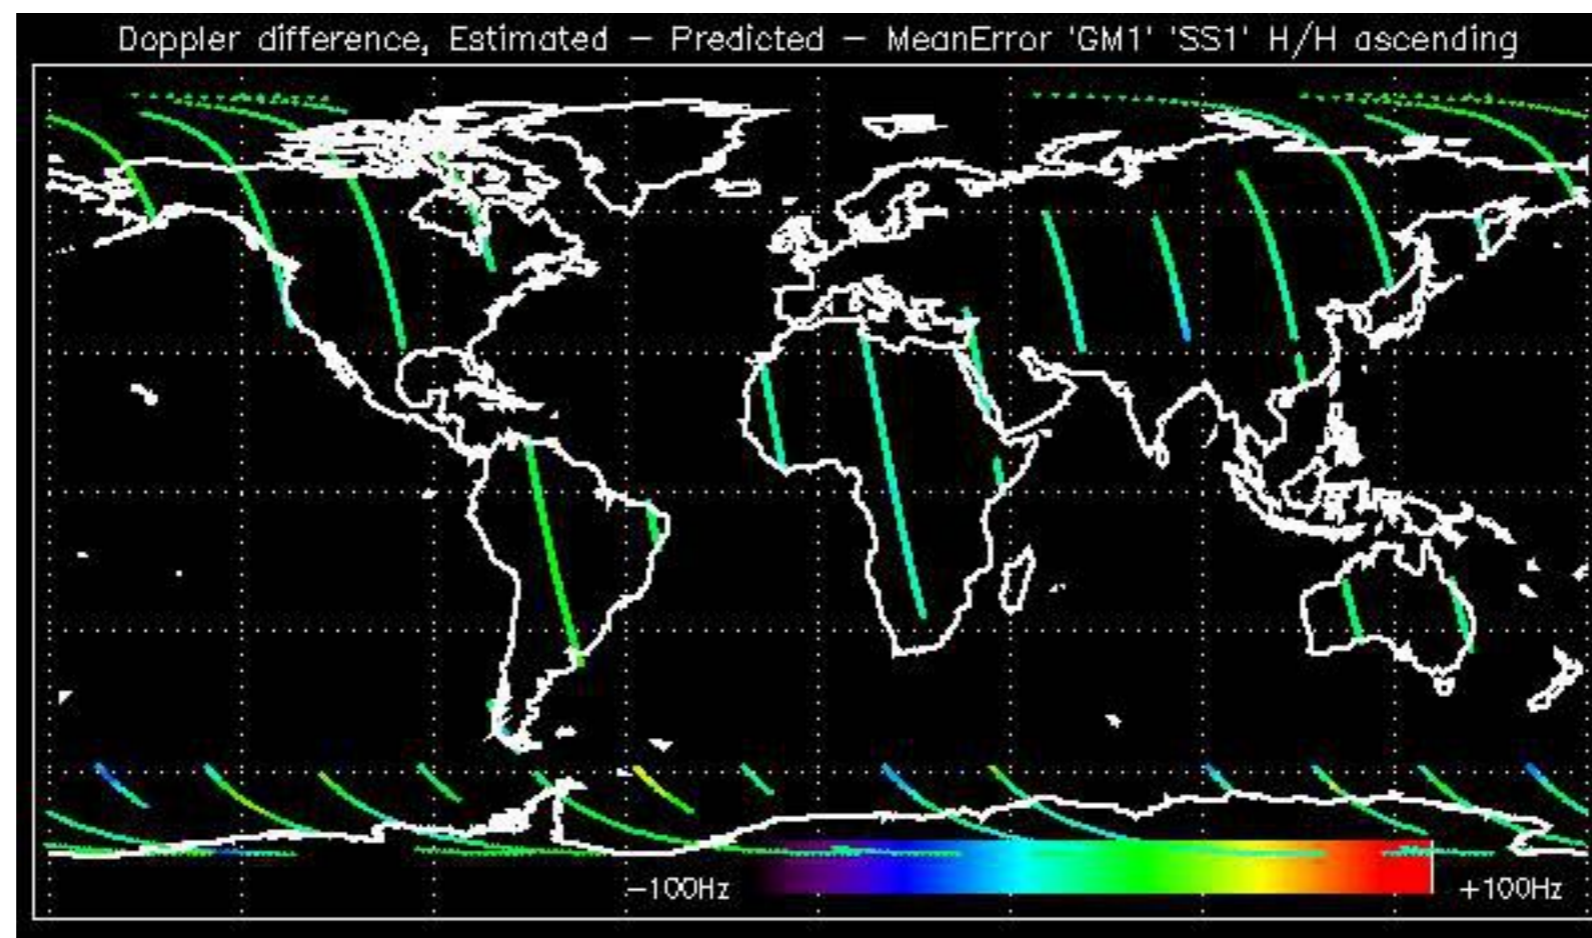 Doppler difference, Estimated – Predicted – MeanError 'GM1' 'SS1' H/H ascending
–100Hz
+100Hz